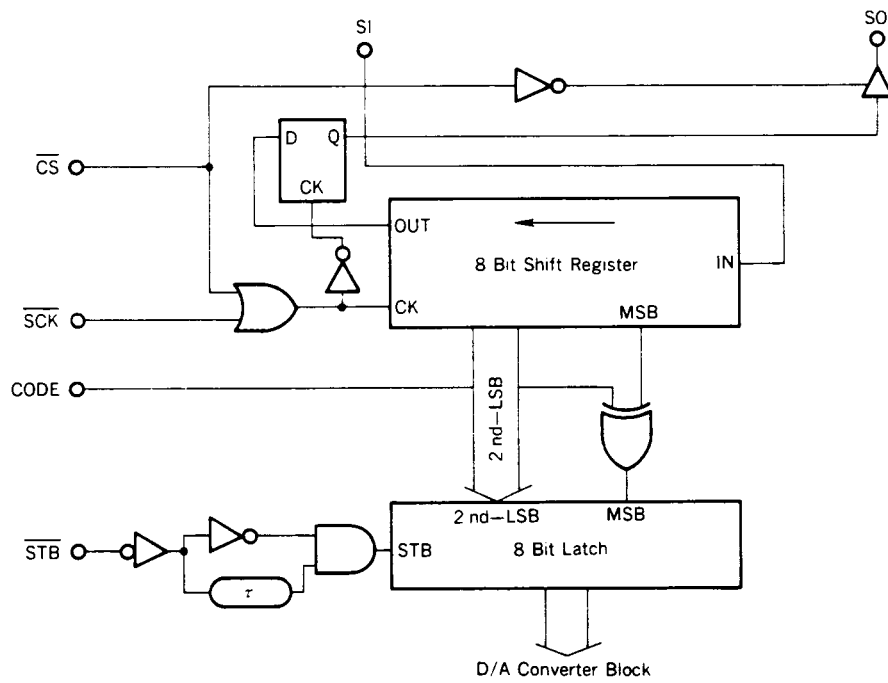 SI
SO
D
Q
CK
CS
OUT
8 Bit Shift Register
IN
SCK
CK
MSB
CODE
2 nd–LSB
2 nd–LSB
MSB
STB
STB
8 Bit Latch
τ
D/A Converter Block